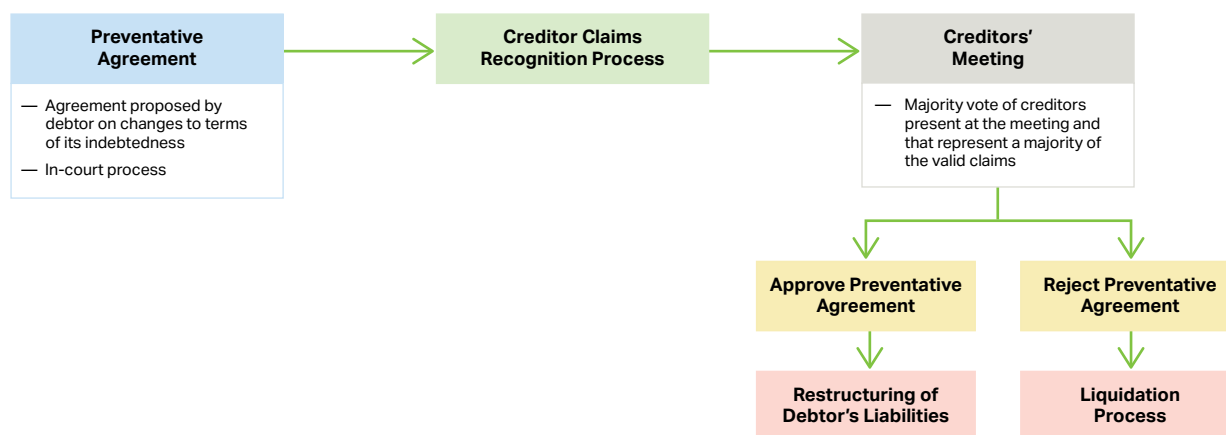 Preventative
Agreement
— Agreement proposed by
debtor on changes to terms
of its indebtedness
— In-court process
Creditor Claims
Recognition Process
Creditors’
Meeting
— Majority vote of creditors
present at the meeting and
that represent a majority of
the valid claims
Approve Preventative
Agreement
Reject Preventative
Agreement
Restructuring of
Debtor’s Liabilities
Liquidation
Process